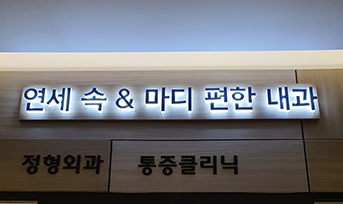 연세 속 & 마디 편한 내과
정형외과 통증클리닉